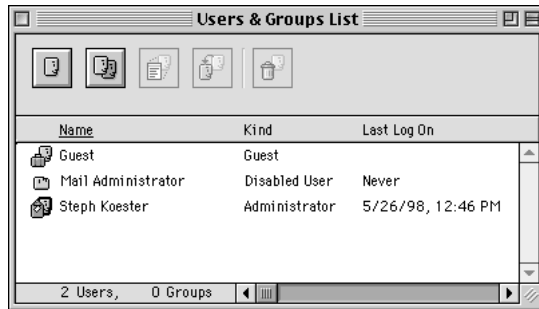 Users & Groups List
Name Kind Last Log On
Guest Guest
Mail Administrator Disabled User Never
Steph Koester Administrator 5/26/98, 12:46 PM
2 Users, 0 Groups